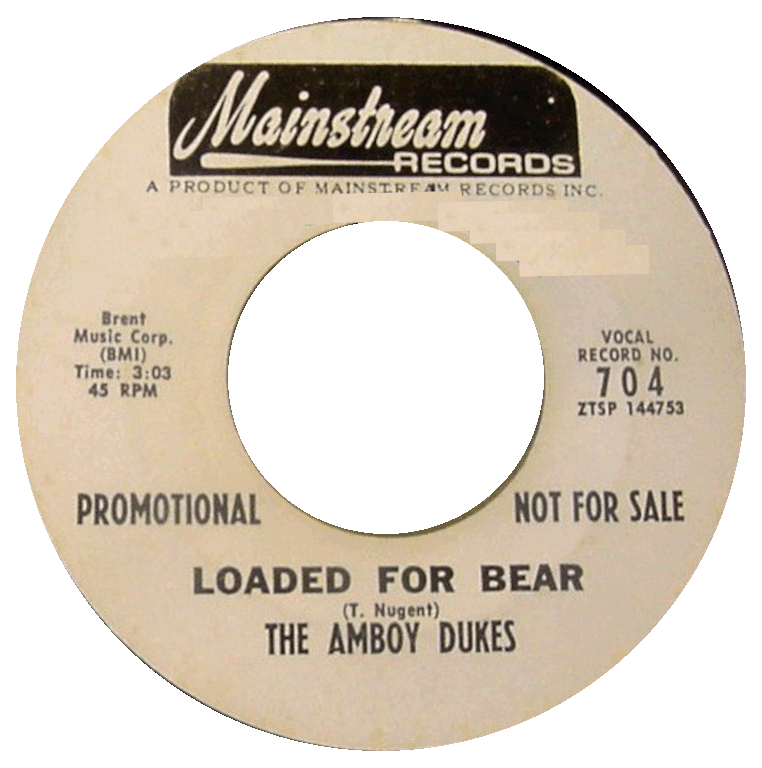 Mainstream
RECORDS
A PRODUCT OF MAINSTREAM RECORDS INC.
Brent
Music Corp.
(BMI)
Time: 3:03
45 RPM
VOCAL
RECORD NO.
704
ZTSP 144753
PROMOTIONAL
NOT FOR SALE
LOADED FOR BEAR
(T. Nugent)
THE AMBOY DUKES